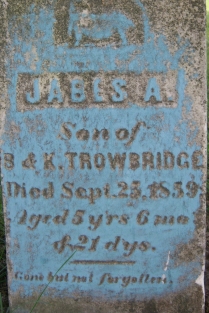 JABES A.
Son of
B & K. TROWBRIDGE
Died Sept. 25, 1859
Aged 5 yrs 6 mo
& 21 dys.
Gone but not forgotten.